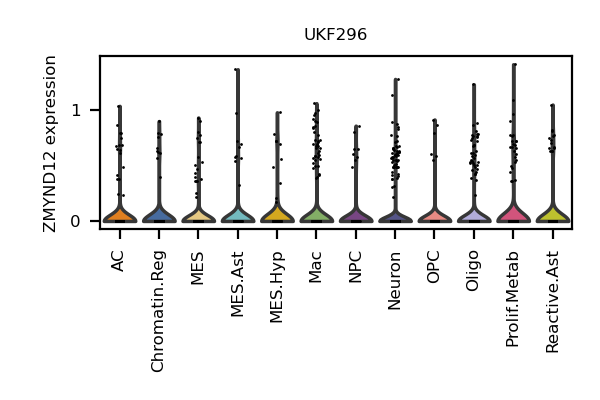 UKF296
ZMYND12 expression
1
0
AC
Chromatin.Reg
MES
MES.Ast
MES.Hyp
Mac
NPC
Neuron
OPC
Oligo
Prolif.Metab
Reactive.Ast